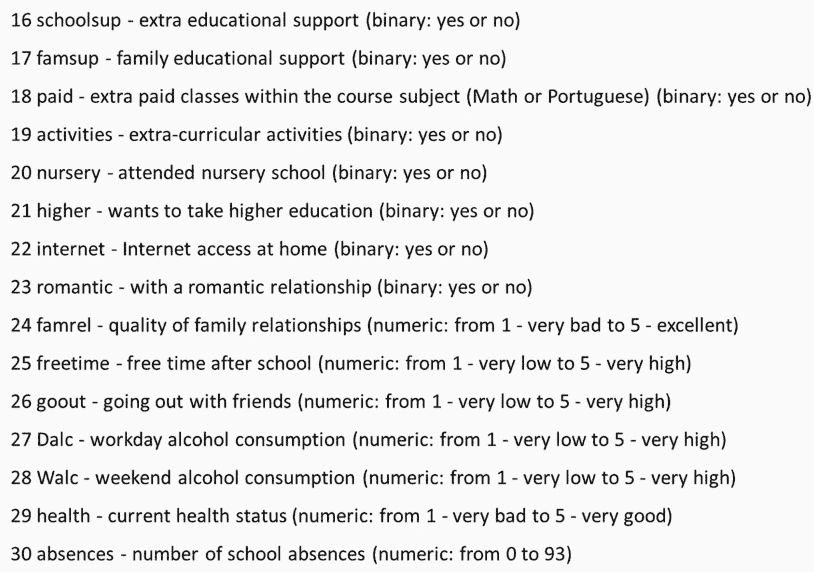 16 schoolsup - extra educational support (binary: yes or no)
17 famsup - family educational support (binary: yes or no)
18 paid - extra paid classes within the course subject (Math or Portuguese) (binary: yes or no)
19 activities - extra-curricular activities (binary: yes or no)
20 nursery - attended nursery school (binary: yes or no)
21 higher - wants to take higher education (binary: yes or no)
22 internet - Internet access at home (binary: yes or no)
23 romantic - with a romantic relationship (binary: yes or no)
24 famrel - quality of family relationships (numeric: from 1 - very bad to 5 - excellent)
25 freetime - free time after school (numeric: from 1 - very low to 5 - very high)
26 goout - going out with friends (numeric: from 1 - very low to 5 - very high)
27 Dalc - workday alcohol consumption (numeric: from 1 - very low to 5 - very high)
28 Walc - weekend alcohol consumption (numeric: from 1 - very low to 5 - very high)
29 health - current health status (numeric: from 1 - very bad to 5 - very good)
30 absences - number of school absences (numeric: from 0 to 93)